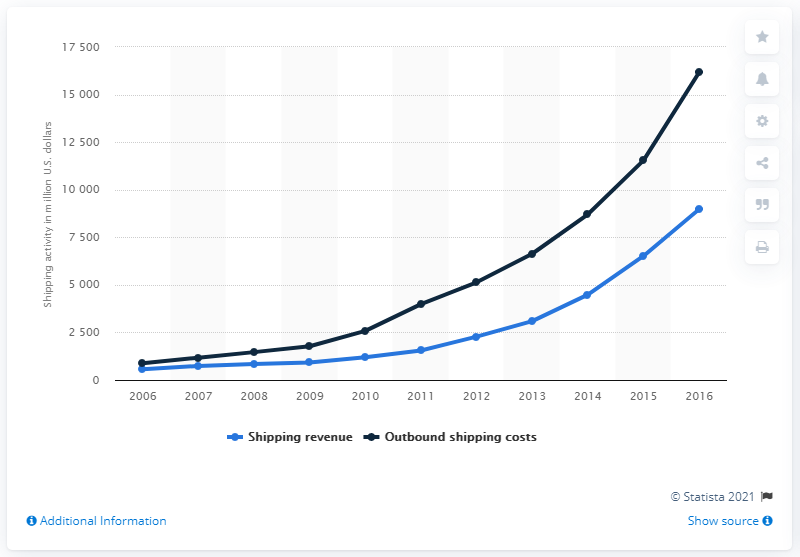 17 500
15 000
12 500
10 000
7 500
5 000
2 500
0
Shipping activity in million U.S. dollars
2006 2007 2008 2009 2010 2011 2012 2013 2014 2015 2016
Shipping revenue Outbound shipping costs
© Statista 2021
Additional Information Show source